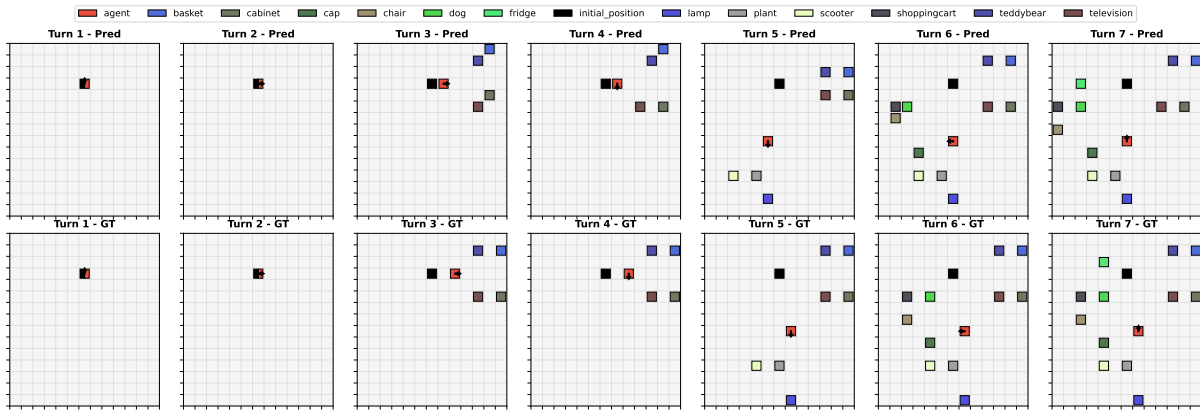 agent basket cabinet cap chair dog fridge initial_position lamp plant scooter shoppingcart teddybear television
Turn 1 - Pred Turn 2 - Pred Turn 3 - Pred Turn 4 - Pred Turn 5 - Pred Turn 6 - Pred Turn 7 - Pred
Turn 1 - GT Turn 2 - GT Turn 3 - GT Turn 4 - GT Turn 5 - GT Turn 6 - GT Turn 7 - GT